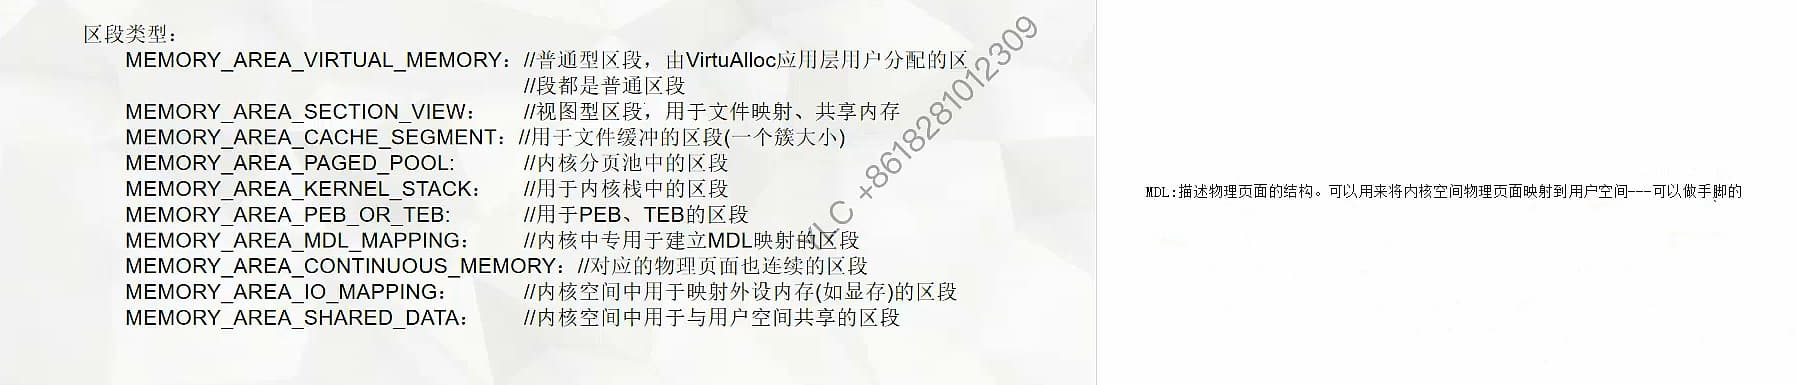 区段类型：
MEMORY_AREA_VIRTUAL_MEMORY：//普通型区段，由VirtuAlloc应用层用户分配的区
//段都是普通区段
MEMORY_AREA_SECTION_VIEW： //视图型区段，用于文件映射、共享内存
MEMORY_AREA_CACHE_SEGMENT：//用于文件缓冲的区段(一个簇大小)
MEMORY_AREA_PAGED_POOL: //内核分页池中的区段
MEMORY_AREA_KERNEL_STACK： //用于内核栈中的区段
MEMORY_AREA_PEB_OR_TEB: //用于PEB、TEB的区段
MEMORY_AREA_MDL_MAPPING： //内核中专用于建立MDL映射的区段
MEMORY_AREA_CONTINUOUS_MEMORY：//对应的物理页面也连续的区段
MEMORY_AREA_IO_MAPPING： //内核空间中用于映射外设内存(如显存)的区段
MEMORY_AREA_SHARED_DATA： //内核空间中用于与用户空间共享的区段
YLC +8618281012309
MDL:描述物理页面的结构。可以用来将内核空间物理页面映射到用户空间---可以做手脚的